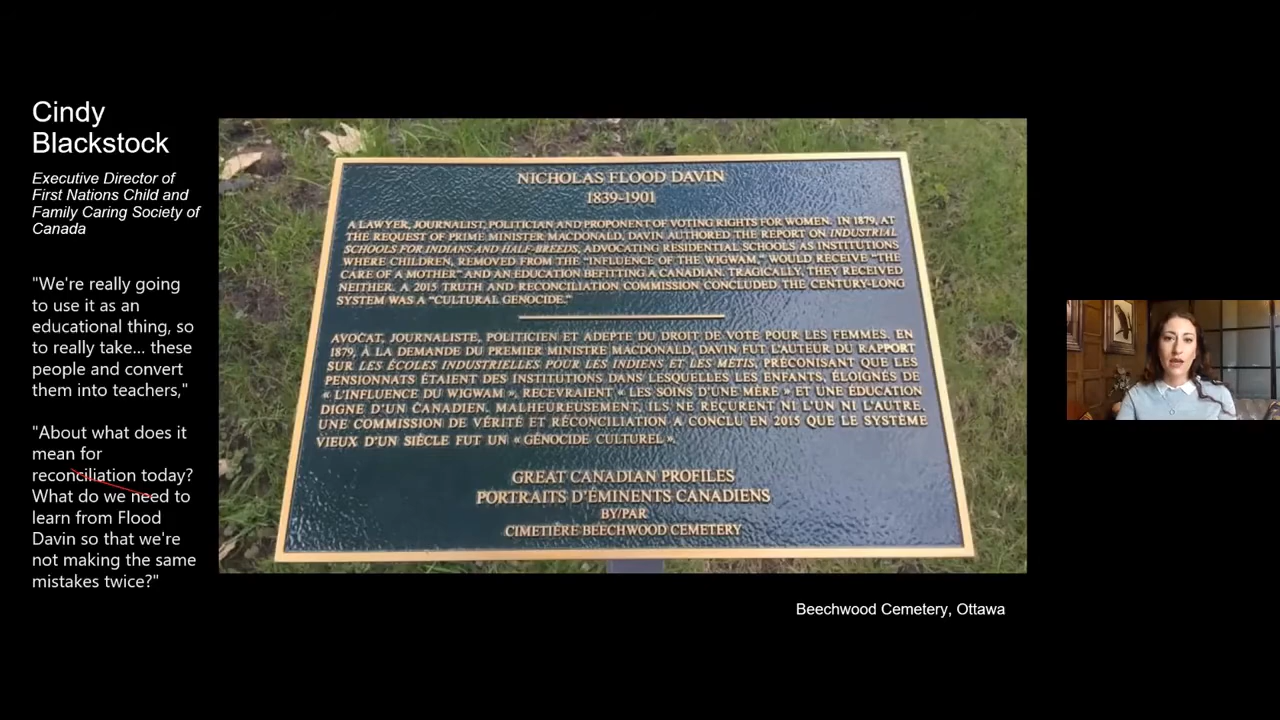 Cindy
Blackstock
Executive Director of
First Nations Child and
Family Caring Society of
Canada
"We're really going
to use it as an
educational thing, so
to really take... these
people and convert
them into teachers,"
"About what does it
mean for
reconciliation today?
What do we need to
learn from Flood
Davin so that we're
not making the same
mistakes twice?"
NICHOLAS FLOOD DAVIN
1839-1901
A LAWYER, JOURNALIST, POLITICIAN AND PROPONENT OF VOTING RIGHTS FOR WOMEN. IN 1879, AT
THE REQUEST OF PRIME MINISTER MACDONALD, DAVIN AUTHORED THE REPORT ON INDUSTRIAL
SCHOOLS FOR INDIANS AND HALF-BREEDS, ADVOCATING RESIDENTIAL SCHOOLS AS INSTITUTIONS
WHERE CHILDREN, REMOVED FROM THE "INFLUENCE OF THE WIGWAM," WOULD RECEIVE "THE
CARE OF A MOTHER" AND AN EDUCATION BEFITTING A CANADIAN. TRAGICALLY, THEY RECEIVED
NEITHER. A 2015 TRUTH AND RECONCILIATION COMMISSION CONCLUDED THE CENTURY-LONG
SYSTEM WAS A "CULTURAL GENOCIDE."
AVOCAT, JOURNALISTE, POLITICIEN ET ADEPTE DU DROIT DE VOTE POUR LES FEMMES. EN
1879, À LA DEMANDE DU PREMIER MINISTRE MACDONALD, DAVIN FUT L'AUTEUR DU RAPPORT
SUR LES ÉCOLES INDUSTRIELLES POUR LES INDIENS ET LES MÉTIS, PRÉCONISANT QUE LES
PENSIONNATS ÉTAIENT DES INSTITUTIONS DANS LESQUELLES LES ENFANTS, ÉLOIGNÉS DE
« L'INFLUENCE DU WIGWAM », RECEVRAIENT « LES SOINS D'UNE MÈRE » ET UNE ÉDUCATION
DIGNE D'UN CANADIEN. MALHEUREUSEMENT, ILS NE REÇURENT NI L'UN NI L'AUTRE.
UNE COMMISSION DE VÉRITÉ ET RÉCONCILIATION A CONCLU EN 2015 QUE LE SYSTÈME
VIEUX D'UN SIÈCLE FUT UN « GÉNOCIDE CULTUREL ».
GREAT CANADIAN PROFILES
PORTRAITS D'ÉMINENTS CANADIENS
BY/PAR
CIMETIÈRE BEECHWOOD CEMETERY
Beechwood Cemetery, Ottawa